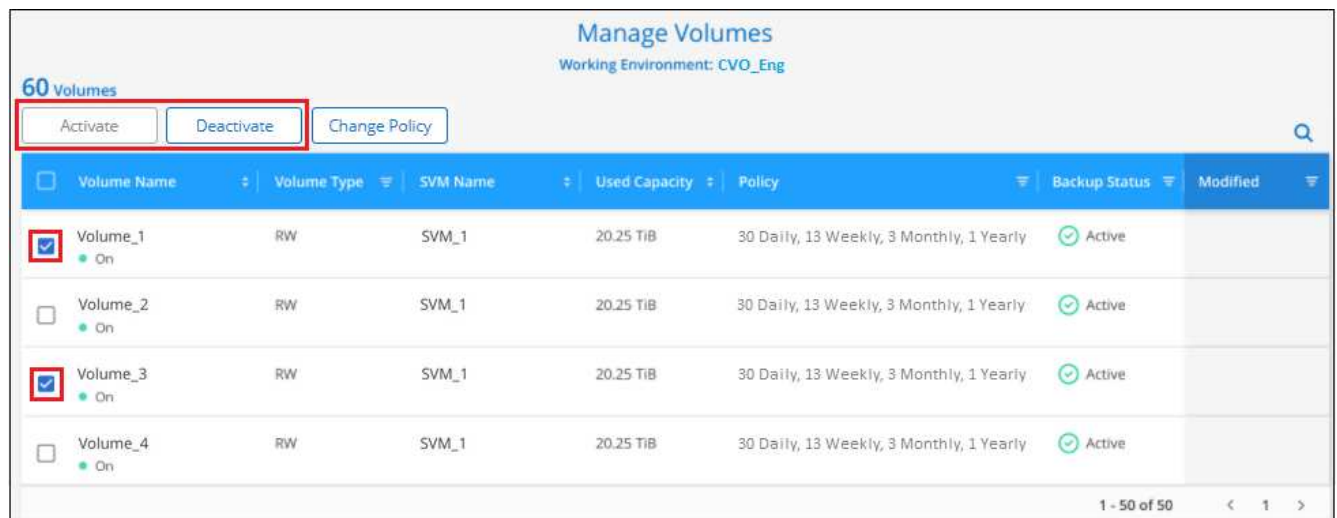 Manage Volumes
Working Environment: CVO_Eng
60 Volumes
Activate Deactivate Change Policy
Volume Name Volume Type SVM Name Used Capacity Policy Backup Status Modified
Volume_1 RW SVM_1 20.25 TiB 30 Daily, 13 Weekly, 3 Monthly, 1 Yearly Active
On
Volume_2 RW SVM_1 20.25 TiB 30 Daily, 13 Weekly, 3 Monthly, 1 Yearly Active
On
Volume_3 RW SVM_1 20.25 TiB 30 Daily, 13 Weekly, 3 Monthly, 1 Yearly Active
On
Volume_4 RW SVM_1 20.25 TiB 30 Daily, 13 Weekly, 3 Monthly, 1 Yearly Active
On
1 - 50 of 50 < 1 >